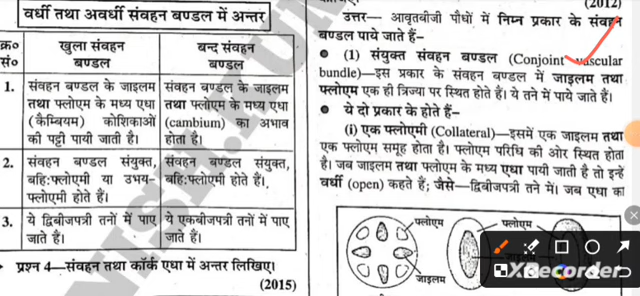 वर्धी तथा अवर्धी संवहन बण्डल में अन्तर
क्र० सं०
खुला संवहन बण्डल
बन्द संवहन बण्डल
1.
संवहन बण्डल के जाइलम
तथा फ्लोएम के मध्य एधा
(कैम्बियम) कोशिकाओं
की पट्टी पायी जाती है।
संवहन बण्डल के जाइलम
तथा फ्लोएम के मध्य एधा
(cambium) का अभाव
होता है।
2.
संवहन बण्डल संयुक्त,
बहि:फ्लोएमी या उभय-
फ्लोएमी होते हैं।
संवहन बण्डल संयुक्त,
बहि:फ्लोएमी होते हैं।
3.
ये द्विबीजपत्री तनों में पाए
जाते हैं।
ये एकबीजपत्री तनों में पाए
जाते हैं।
प्रश्न 4—संवहन तथा कॉर्क एधा में अन्तर लिखिए।
(2015)
(2012)
उत्तर— आवृतबीजी पौधों में निम्न प्रकार के संवहन
बण्डल पाये जाते हैं–
(1) संयुक्त संवहन बण्डल (Conjoint vascular
bundle)—इस प्रकार के संवहन बण्डल में जाइलम तथा
फ्लोएम एक ही त्रिज्या पर स्थित होते हैं। ये तने में पाये जाते हैं।
ये दो प्रकार के होते हैं–
(i) एक फ्लोएमी (Collateral)—इसमें एक जाइलम तथा
एक फ्लोएम समूह होता है। फ्लोएम परिधि की ओर स्थित होता
है। जब जाइलम तथा फ्लोएम के मध्य एधा पायी जाती है तो इन्हें
वर्धी (open) कहते हैं; जैसे—द्विबीजपत्री तने में। जब एधा का
फ्लोएम
फ्लोएम
जाइलम
XRecorder